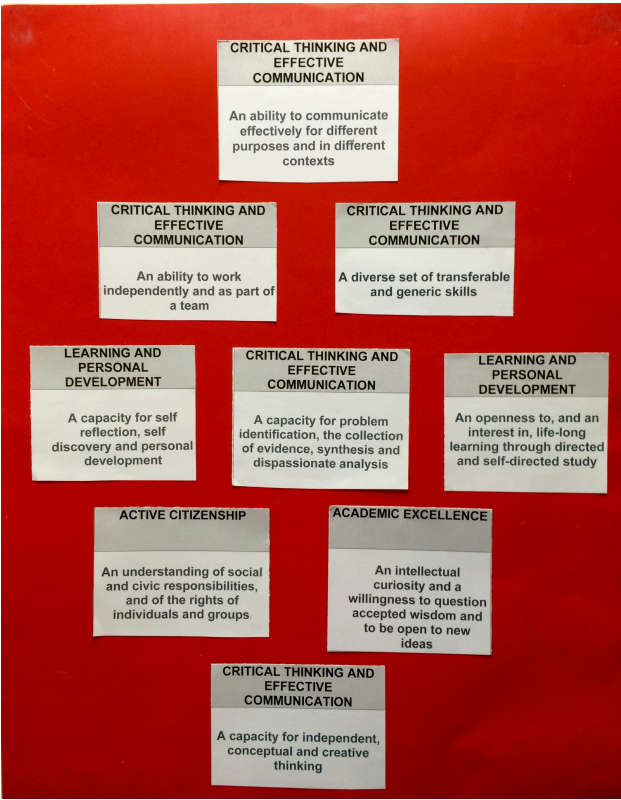 CRITICAL THINKING AND
EFFECTIVE
COMMUNICATION
An ability to communicate
effectively for different
purposes and in different
contexts
CRITICAL THINKING AND
EFFECTIVE
COMMUNICATION
An ability to work
independently and as part of
a team
CRITICAL THINKING AND
EFFECTIVE
COMMUNICATION
A diverse set of transferable
and generic skills
LEARNING AND
PERSONAL
DEVELOPMENT
A capacity for self
reflection, self
discovery and personal
development
CRITICAL THINKING AND
EFFECTIVE
COMMUNICATION
A capacity for problem
identification, the collection
of evidence, synthesis and
dispassionate analysis
LEARNING AND
PERSONAL
DEVELOPMENT
An openness to, and an
interest in, life-long
learning through directed
and self-directed study
ACTIVE CITIZENSHIP
An understanding of social
and civic responsibilities,
and of the rights of
individuals and groups
ACADEMIC EXCELLENCE
An intellectual
curiosity and a
willingness to question
accepted wisdom and
to be open to new
ideas
CRITICAL THINKING AND
EFFECTIVE
COMMUNICATION
A capacity for independent,
conceptual and creative
thinking